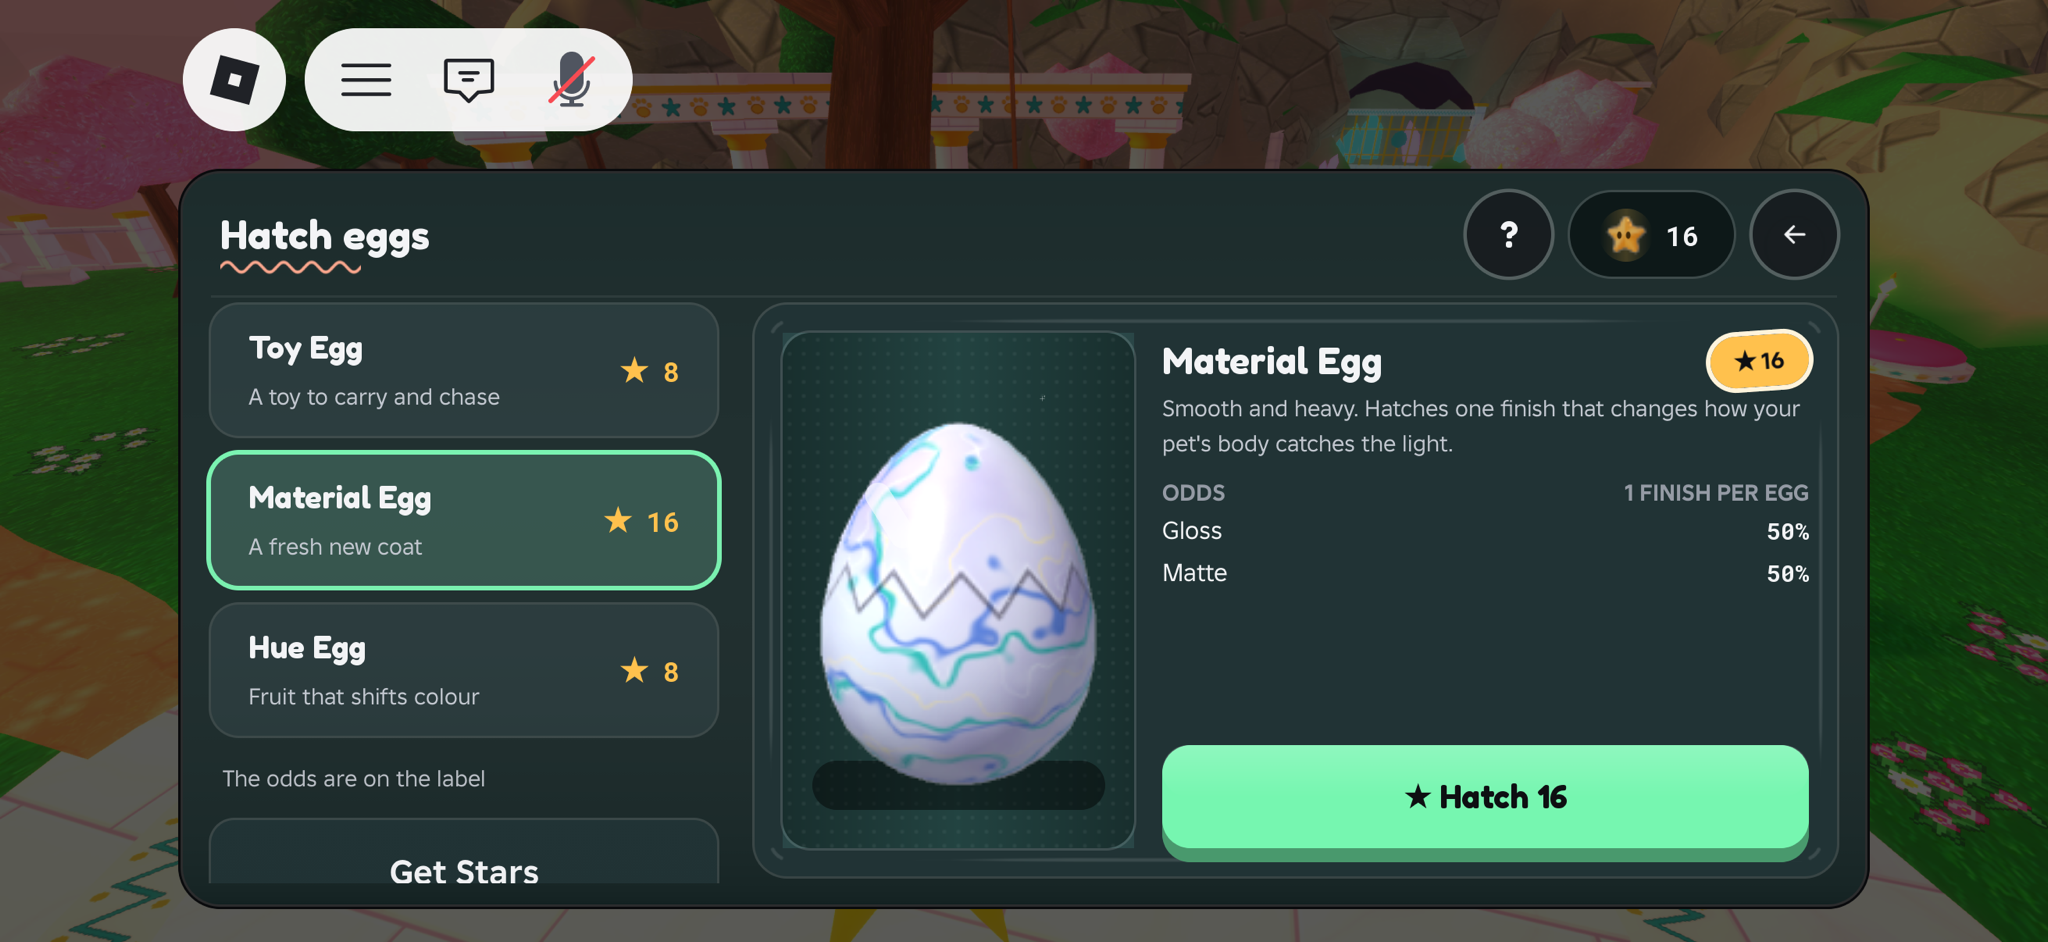 Hatch eggs
?
16
Toy Egg
A toy to carry and chase
★ 8
Material Egg
A fresh new coat
★ 16
Hue Egg
Fruit that shifts colour
★ 8
The odds are on the label
Get Stars
Material Egg
★16
Smooth and heavy. Hatches one finish that changes how your
pet's body catches the light.
ODDS
1 FINISH PER EGG
Gloss
50%
Matte
50%
★ Hatch 16